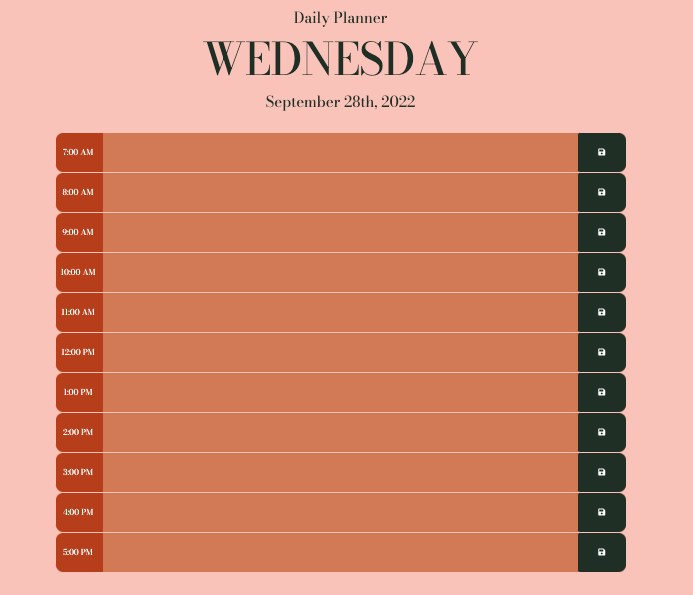 Daily Planner
WEDNESDAY
September 28th, 2022
7:00 AM
8:00 AM
9:00 AM
10:00 AM
11:00 AM
12:00 PM
1:00 PM
2:00 PM
3:00 PM
4:00 PM
5:00 PM